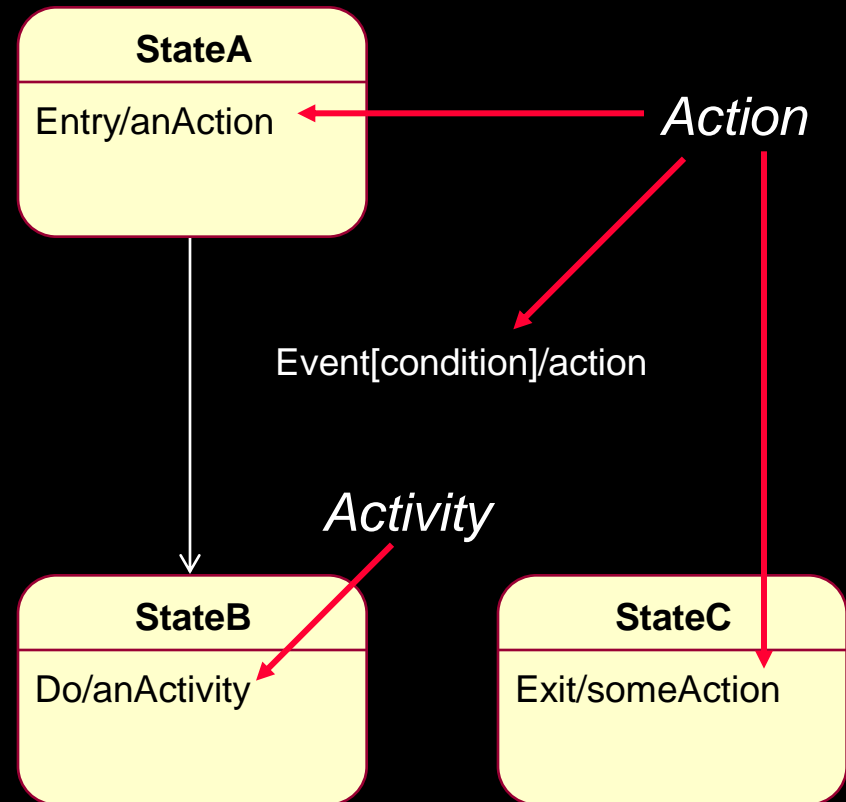 StateA
Entry/anAction
Action
Event[condition]/action
Activity
StateB
Do/anActivity
StateC
Exit/someAction